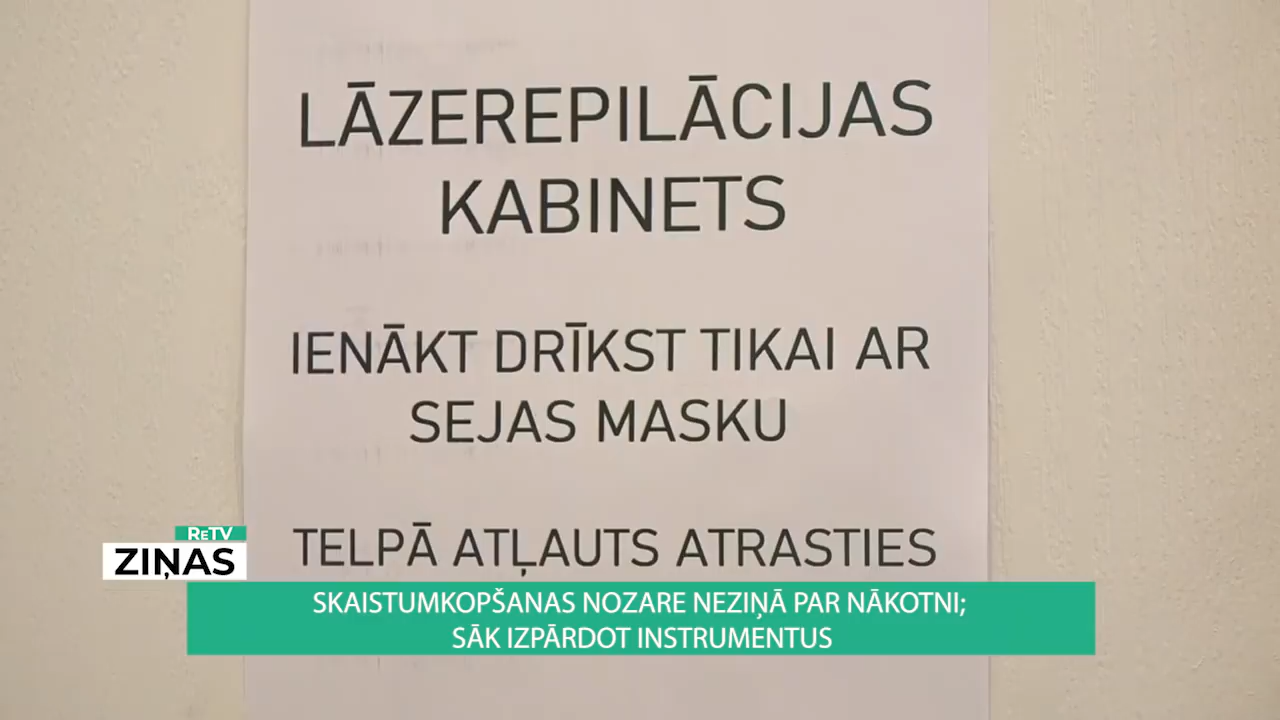 LĀZEREPILĀCIJAS
KABINETS
IENĀKT DRĪKST TIKAI AR
SEJAS MASKU
TELPĀ ATĻAUTS ATRASTIES
ReTV
ZIŅAS
SKAISTUMKOPŠANAS NOZARE NEZIŅĀ PAR NĀKOTNI;
SĀK IZPĀRDOT INSTRUMENTUS